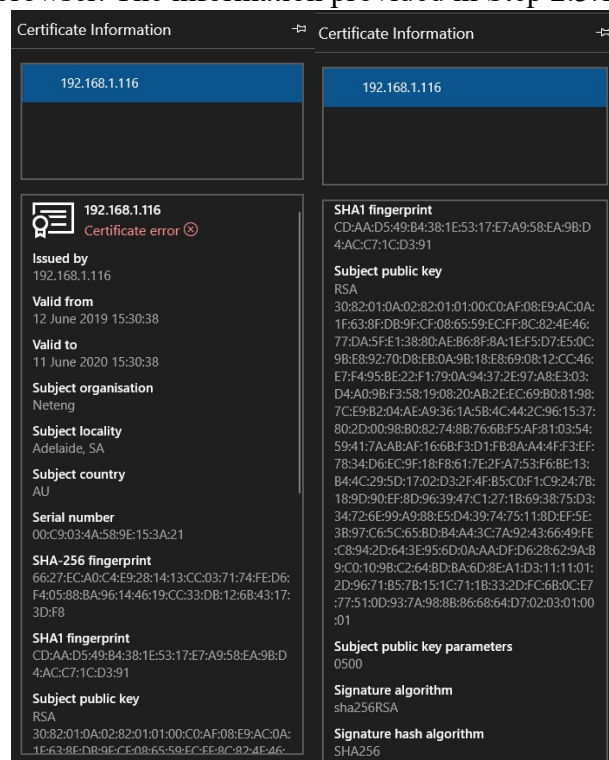 browser. The information provided in Step 2.3.
Certificate Information
192.168.1.116
192.168.1.116
Certificate error
Issued by
192.168.1.116
Valid from
12 June 2019 15:30:38
Valid to
11 June 2020 15:30:38
Subject organisation
Neteng
Subject locality
Adelaide, SA
Subject country
AU
Serial number
00:C9:03:4A:58:9E:15:3A:21
SHA-256 fingerprint
66:27:EC:A0:C4:E9:28:14:13:CC:03:71:74:FE:D6:
F4:05:88:BA:96:14:46:19:CC:33:DB:12:6B:43:17:
3D:F8
SHA1 fingerprint
CD:AA:D5:49:B4:38:1E:53:17:E7:A9:58:EA:9B:D
4:AC:C7:1C:D3:91
Subject public key
RSA
30:82:01:0A:02:82:01:01:00:C0:AF:08:E9:AC:0A:
1F:63:8F:DB:9F:CF:08:65:59:EC:FF:8C:82:4E:46:
Certificate Information
192.168.1.116
SHA1 fingerprint
CD:AA:D5:49:B4:38:1E:53:17:E7:A9:58:EA:9B:D
4:AC:C7:1C:D3:91
Subject public key
RSA
30:82:01:0A:02:82:01:01:00:C0:AF:08:E9:AC:0A:
1F:63:8F:DB:9F:CF:08:65:59:EC:FF:8C:82:4E:46:
77:DA:5F:E1:38:80:AE:B6:8F:8A:1E:F5:D7:E5:0C:
9B:E8:92:70:D8:EB:0A:9B:18:E8:69:08:12:CC:46:
E7:F4:95:BE:22:F1:79:0A:94:37:2E:97:A8:E3:03:
D4:A0:9B:F3:58:19:08:20:AB:2E:EC:69:B0:81:98:
7C:E9:B2:04:AE:A9:36:1A:5B:4C:44:2C:96:15:37:
80:2D:00:98:B0:82:74:8B:76:6B:F5:AF:81:03:54:
59:41:7A:AB:AF:16:6B:F3:D1:FB:8A:A4:4F:F3:EF:
78:34:D6:EC:9F:18:F8:61:7E:2F:A7:53:F6:BE:13:
B4:4C:29:5D:17:02:D3:2F:4F:B5:C0:F1:C9:24:7B:
18:9D:90:EF:8D:96:39:47:C1:27:1B:69:38:75:D3:
34:72:6E:99:A9:88:E5:D4:39:74:75:11:8D:EF:5E:
3B:97:C6:5C:65:BD:B4:A4:3C:7A:92:43:66:49:FE
:C8:94:2D:64:3E:95:6D:0A:AA:DF:D6:28:62:9A:B
9:C0:10:9B:C2:64:BD:BA:6D:8E:A1:D3:11:11:01:
2D:96:71:B5:7B:15:1C:71:1B:33:2D:FC:6B:0C:E7
:77:51:0D:93:7A:98:8B:86:68:64:D7:02:03:01:00
:01
Subject public key parameters
0500
Signature algorithm
sha256RSA
Signature hash algorithm
SHA256